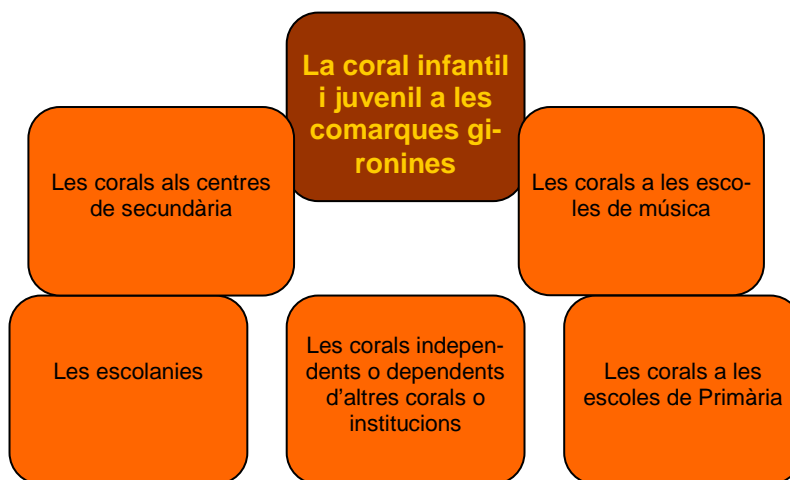 La coral infantil
i juvenil a les
comarques gi-
ronines
Les corals als centres
de secundària
Les corals a les esco-
les de música
Les escolanies
Les corals indepen-
dents o dependents
d'altres corals o
institucions
Les corals a les
escoles de Primària